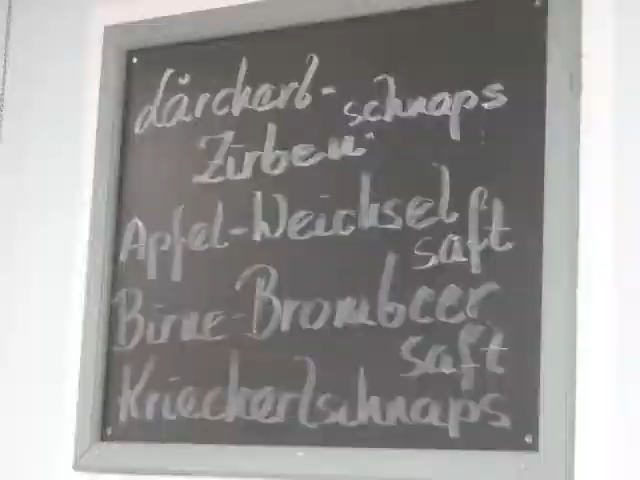 Lärcherl-
schnaps
Zirben"
Apfel-Weichsel
saft
Birne-Brombeer
saft
Kriecherlschnaps